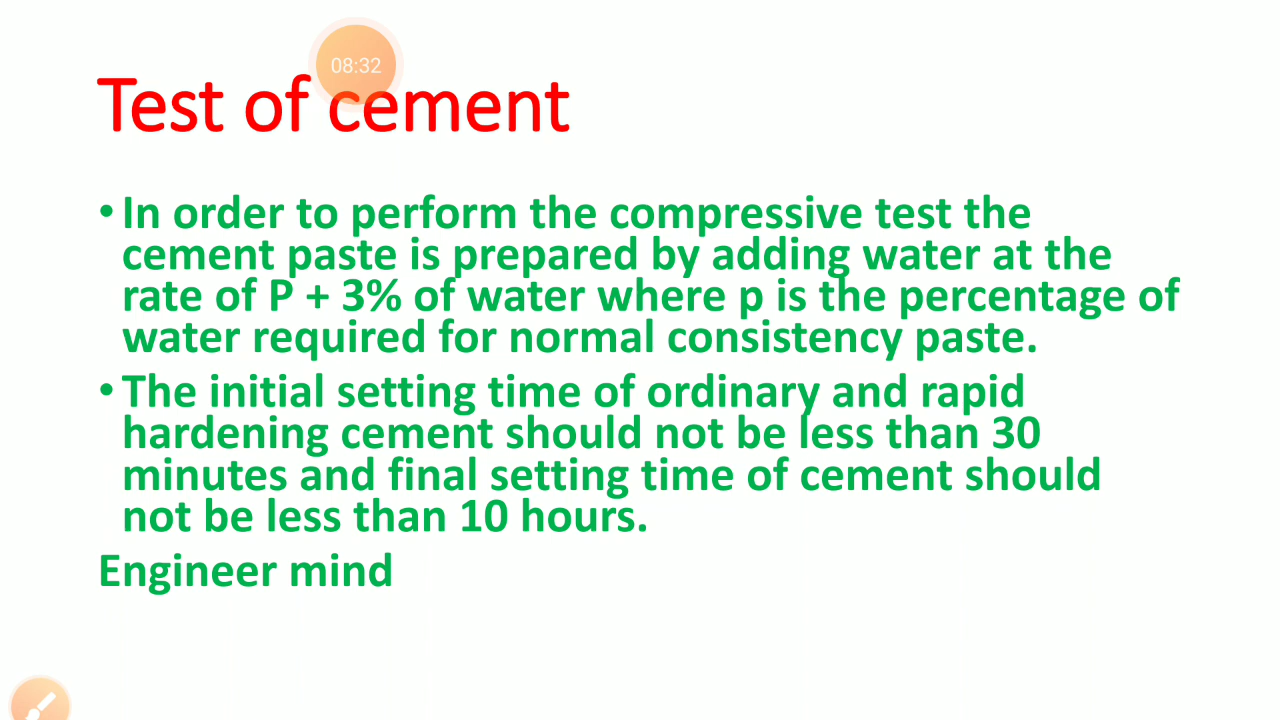 08:32
Test of cement
• In order to perform the compressive test the
cement paste is prepared by adding water at the
rate of P + 3% of water where p is the percentage of
water required for normal consistency paste.
• The initial setting time of ordinary and rapid
hardening cement should not be less than 30
minutes and final setting time of cement should
not be less than 10 hours.
Engineer mind